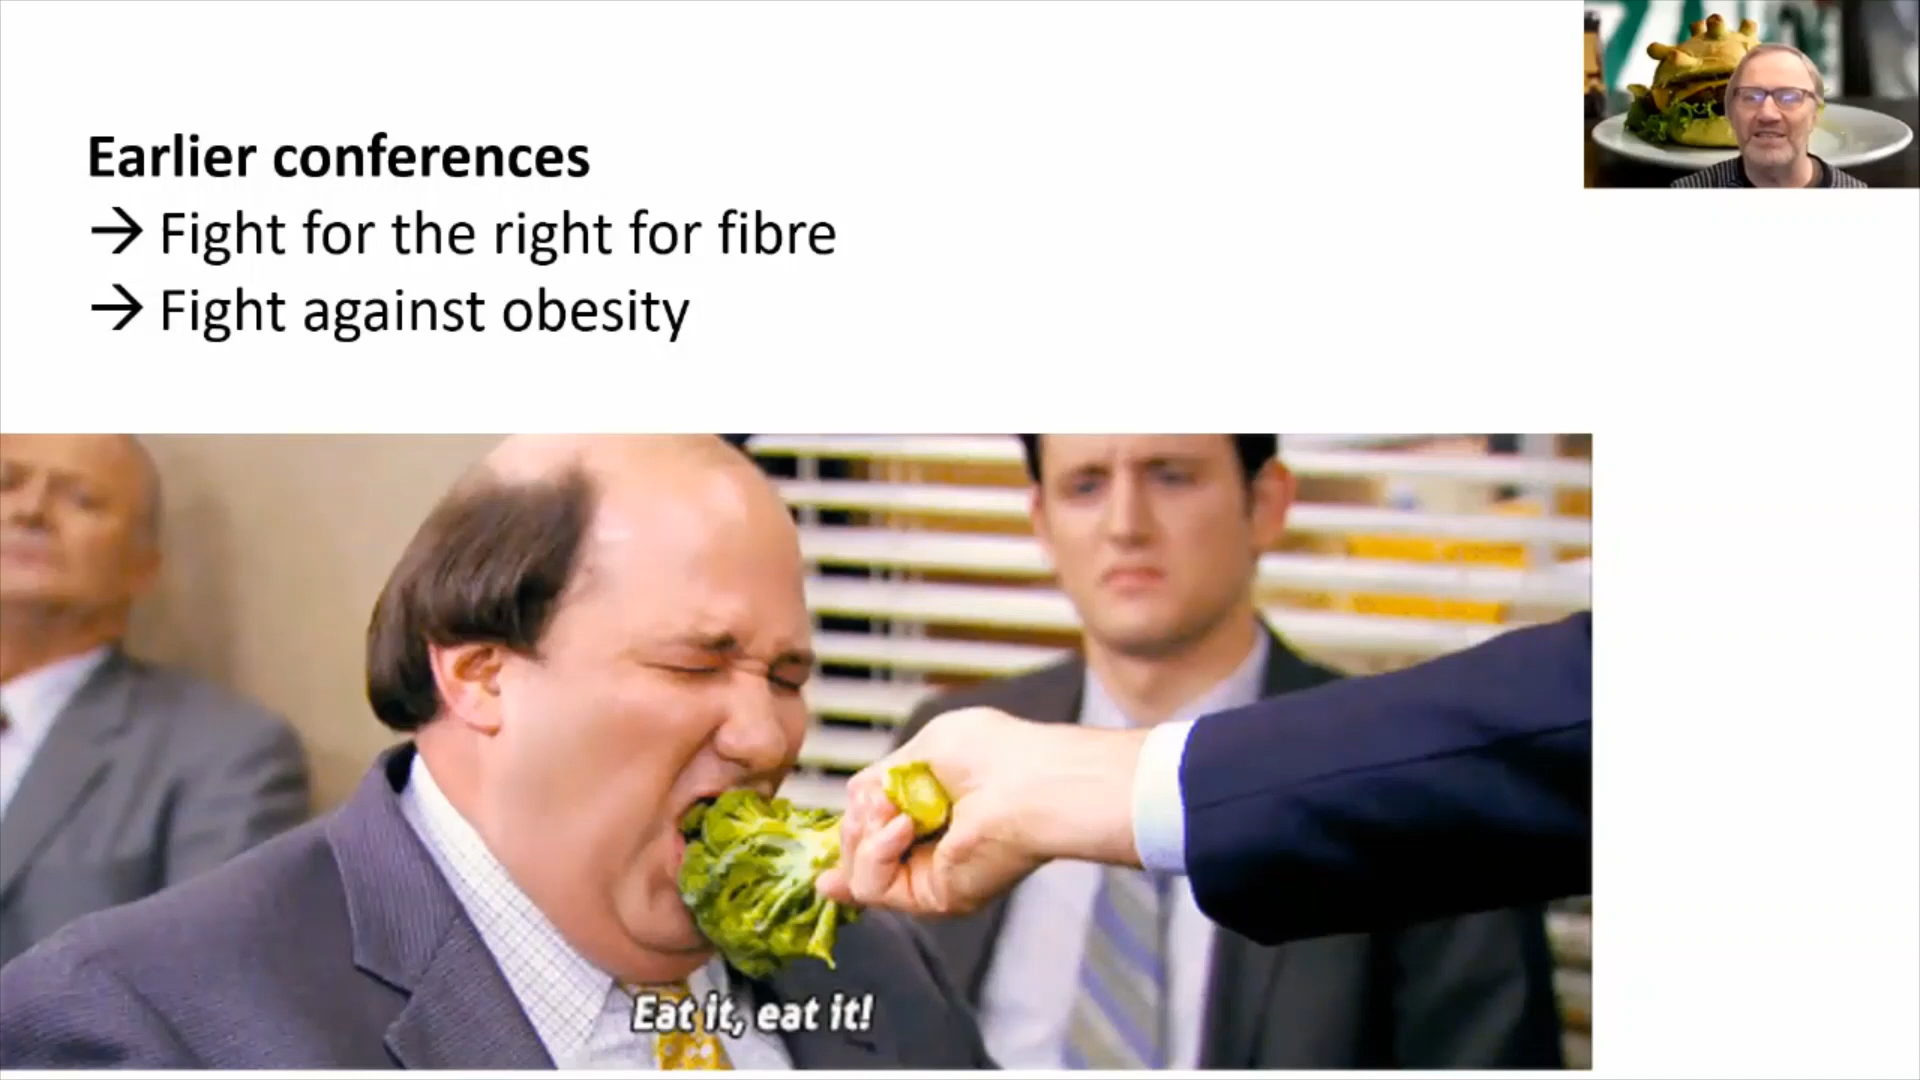 Earlier conferences
→ Fight for the right for fibre
→ Fight against obesity
Eat it, eat it!